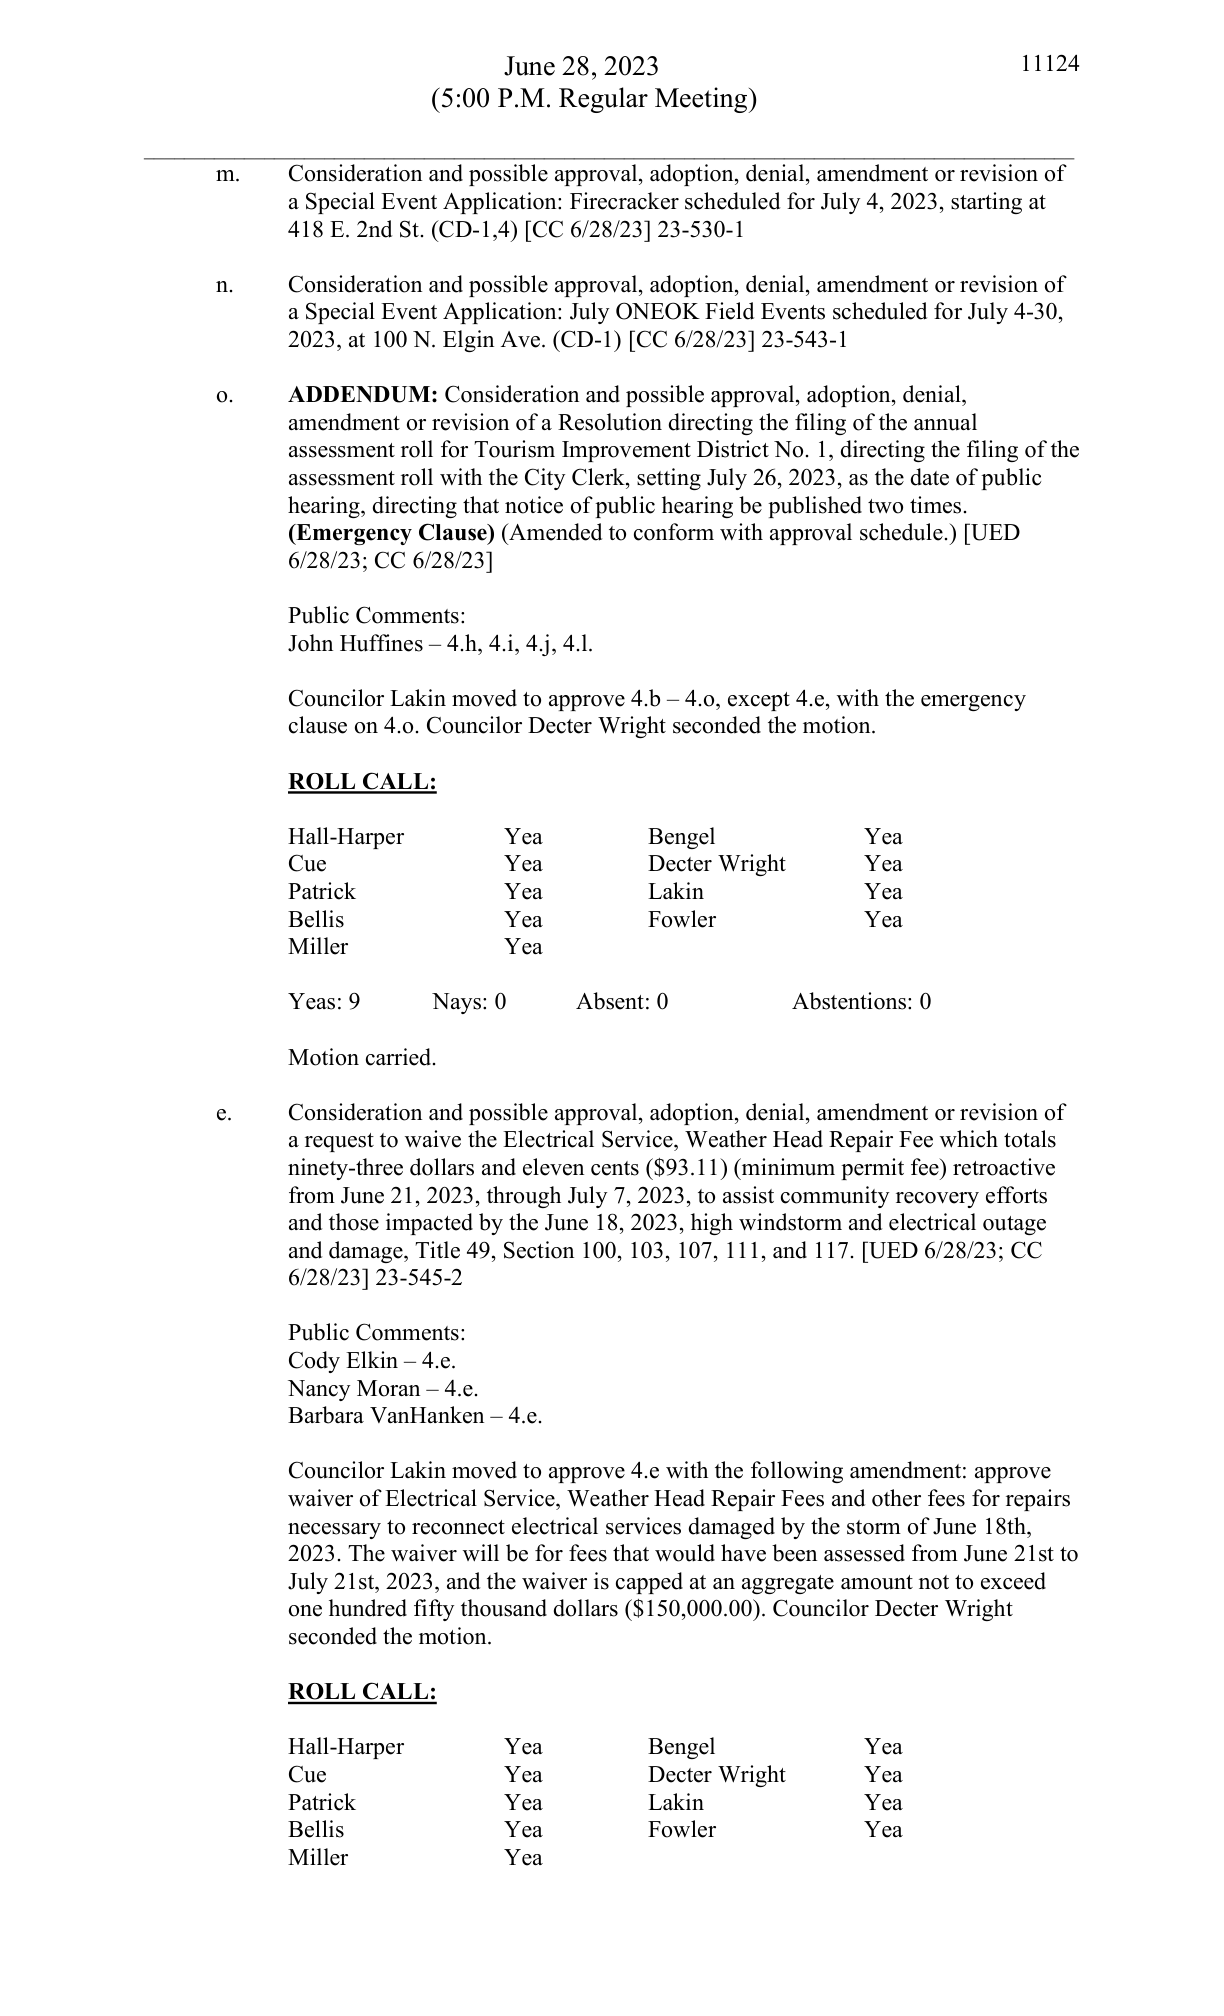 June 28, 2023
11124
(5:00 P.M. Regular Meeting)
m. Consideration and possible approval, adoption, denial, amendment or revision of
a Special Event Application: Firecracker scheduled for July 4, 2023, starting at
418 E. 2nd St. (CD-1,4) [CC 6/28/23] 23-530-1
n. Consideration and possible approval, adoption, denial, amendment or revision of
a Special Event Application: July ONEOK Field Events scheduled for July 4-30,
2023, at 100 N. Elgin Ave. (CD-1) [CC 6/28/23] 23-543-1
o. ADDENDUM: Consideration and possible approval, adoption, denial,
amendment or revision of a Resolution directing the filing of the annual
assessment roll for Tourism Improvement District No. 1, directing the filing of the
assessment roll with the City Clerk, setting July 26, 2023, as the date of public
hearing, directing that notice of public hearing be published two times.
(Emergency Clause) (Amended to conform with approval schedule.) [UED
6/28/23; CC 6/28/23]
Public Comments:
John Huffines – 4.h, 4.i, 4.j, 4.l.
Councilor Lakin moved to approve 4.b – 4.o, except 4.e, with the emergency
clause on 4.o. Councilor Decter Wright seconded the motion.
ROLL CALL:
Hall-Harper Yea Bengel Yea
Cue Yea Decter Wright Yea
Patrick Yea Lakin Yea
Bellis Yea Fowler Yea
Miller Yea
Yeas: 9 Nays: 0 Absent: 0 Abstentions: 0
Motion carried.
e. Consideration and possible approval, adoption, denial, amendment or revision of
a request to waive the Electrical Service, Weather Head Repair Fee which totals
ninety-three dollars and eleven cents ($93.11) (minimum permit fee) retroactive
from June 21, 2023, through July 7, 2023, to assist community recovery efforts
and those impacted by the June 18, 2023, high windstorm and electrical outage
and damage, Title 49, Section 100, 103, 107, 111, and 117. [UED 6/28/23; CC
6/28/23] 23-545-2
Public Comments:
Cody Elkin – 4.e.
Nancy Moran – 4.e.
Barbara VanHanken – 4.e.
Councilor Lakin moved to approve 4.e with the following amendment: approve
waiver of Electrical Service, Weather Head Repair Fees and other fees for repairs
necessary to reconnect electrical services damaged by the storm of June 18th,
2023. The waiver will be for fees that would have been assessed from June 21st to
July 21st, 2023, and the waiver is capped at an aggregate amount not to exceed
one hundred fifty thousand dollars ($150,000.00). Councilor Decter Wright
seconded the motion.
ROLL CALL:
Hall-Harper Yea Bengel Yea
Cue Yea Decter Wright Yea
Patrick Yea Lakin Yea
Bellis Yea Fowler Yea
Miller Yea